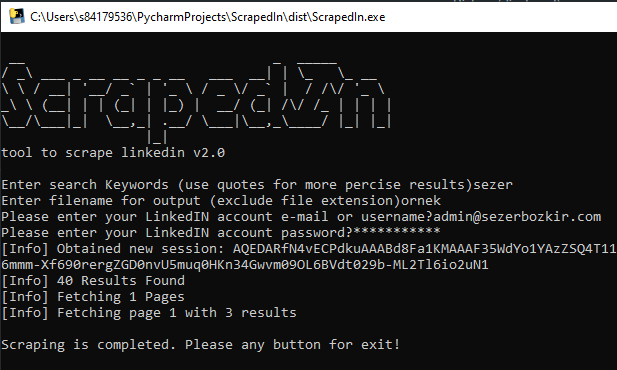 C:\Users\s84179536\PycharmProjects\ScrapedIn\dist\ScrapedIn.exe
ScrapedIn
tool to scrape linkedin v2.0
Enter search Keywords (use quotes for more percise results)sezer
Enter filename for output (exclude file extension)ornek
Please enter your LinkedIN account e-mail or username?admin@sezerbozkir.com
Please enter your LinkedIN account password?***********
[Info] Obtained new session: AQEDARfN4vECPdkuAAABd8Fa1KMAAAF35WdYo1YAzZSQ4T11
6mmm-Xf690rergZGD0nvU5muq0HKn34Gwvm09OL6BVdt029b-ML2Tl6io2uN1
[Info] 40 Results Found
[Info] Fetching 1 Pages
[Info] Fetching page 1 with 3 results
Scraping is completed. Please any button for exit!